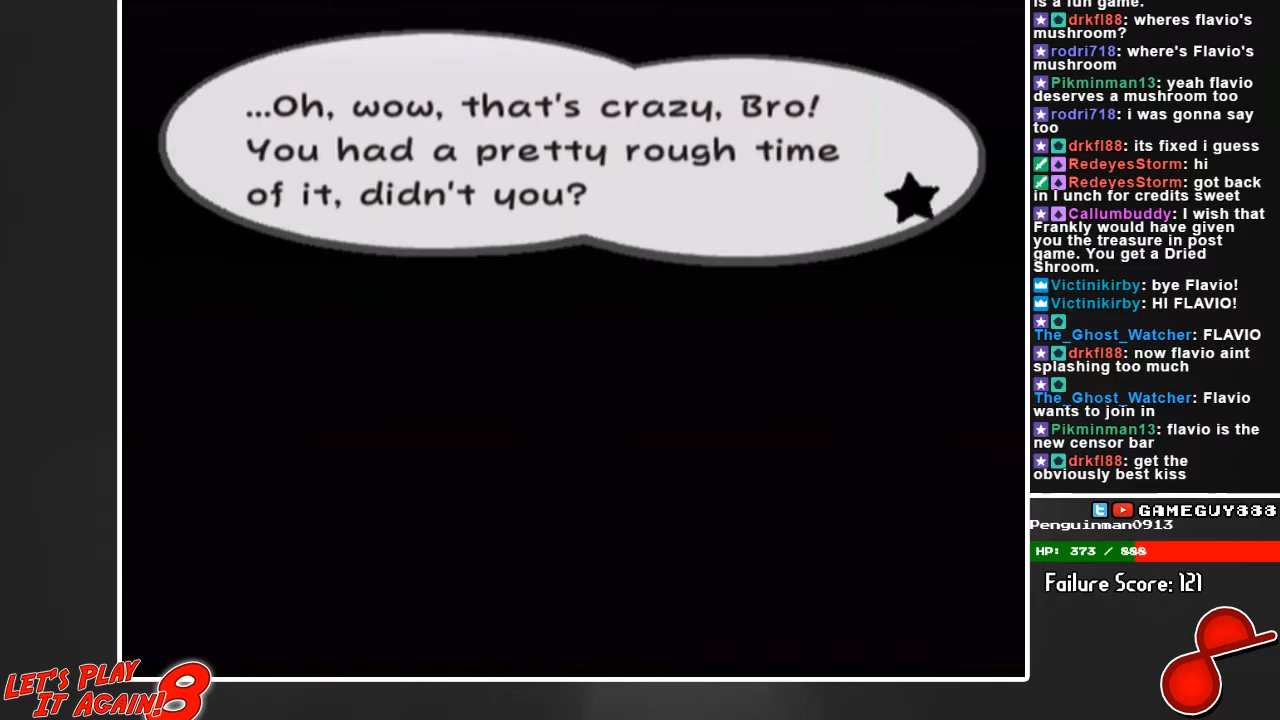 ...Oh, wow, that's crazy, Bro!
You had a pretty rough time
of it, didn't you?
is a fun game.
drkfl88: wheres flavio's
mushroom?
rodri718: where's Flavio's
mushroom
Pikminman13: yeah flavio
deserves a mushroom too
rodri718: i was gonna say
too
drkfl88: its fixed i guess
RedeyesStorm: hi
RedeyesStorm: got back
in l unch for credits sweet
Callumbuddy: I wish that
Frankly would have given
you the treasure in post
game. You get a Dried
Shroom.
Victinikirby: bye Flavio!
Victinikirby: HI FLAVIO!
The_Ghost_Watcher: FLAVIO
drkfl88: now flavio aint
splashing too much
The_Ghost_Watcher: Flavio
wants to join in
Pikminman13: flavio is the
new censor bar
drkfl88: get the
obviously best kiss
GAMEGUY888
Penguinman0913
HP: 373 / 888
Failure Score: 121
LET'S PLAY
IT AGAIN! 8